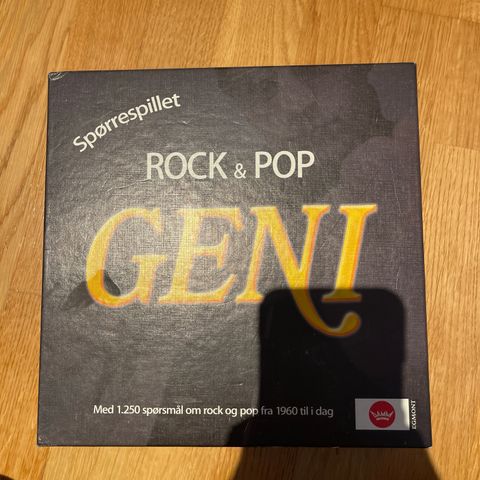 Spørrespillet
ROCK & POP
GENI
Med 1.250 spørsmål om rock og pop fra 1960 til i dag
EGMONT